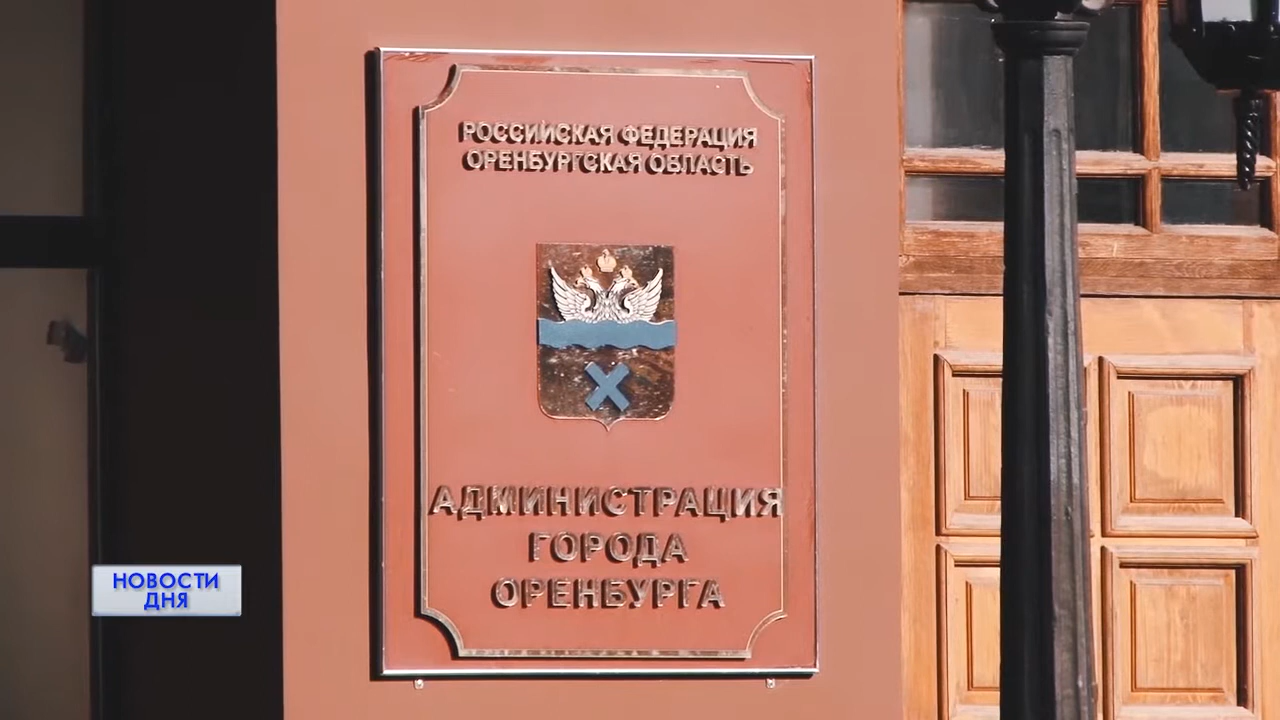 РОССИЙСКАЯ ФЕДЕРАЦИЯ
ОРЕНБУРГСКАЯ ОБЛАСТЬ
АДМИНИСТРАЦИЯ
ГОРОДА
ОРЕНБУРГА
НОВОСТИ
ДНЯ